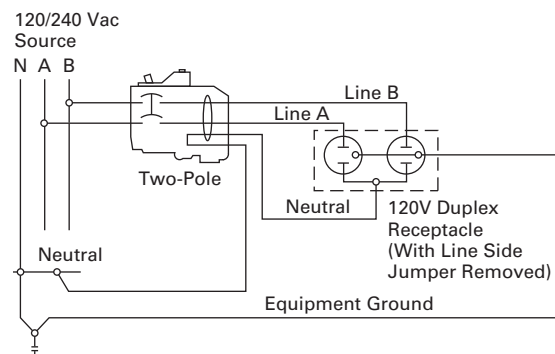 120/240 Vac
Source
N A B
Line B
Line A
Two-Pole
Neutral
120V Duplex
Receptacle
(With Line Side
Jumper Removed)
Neutral
Equipment Ground